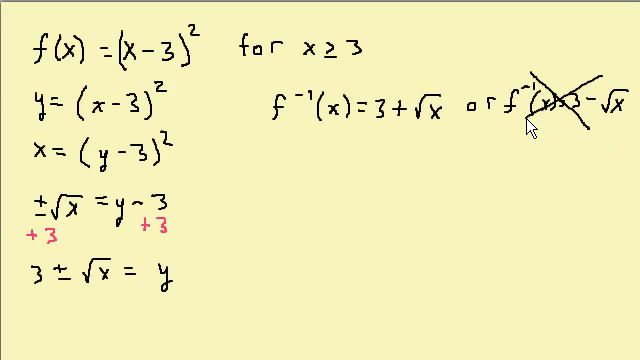 f(x) = (x - 3)² for x ≥ 3
y = (x - 3)²
f⁻¹(x) = 3 + √x or f⁻¹(x) = 3 - √x
x = (y - 3)²
± √x = y - 3
+ 3 + 3
3 ± √x = y